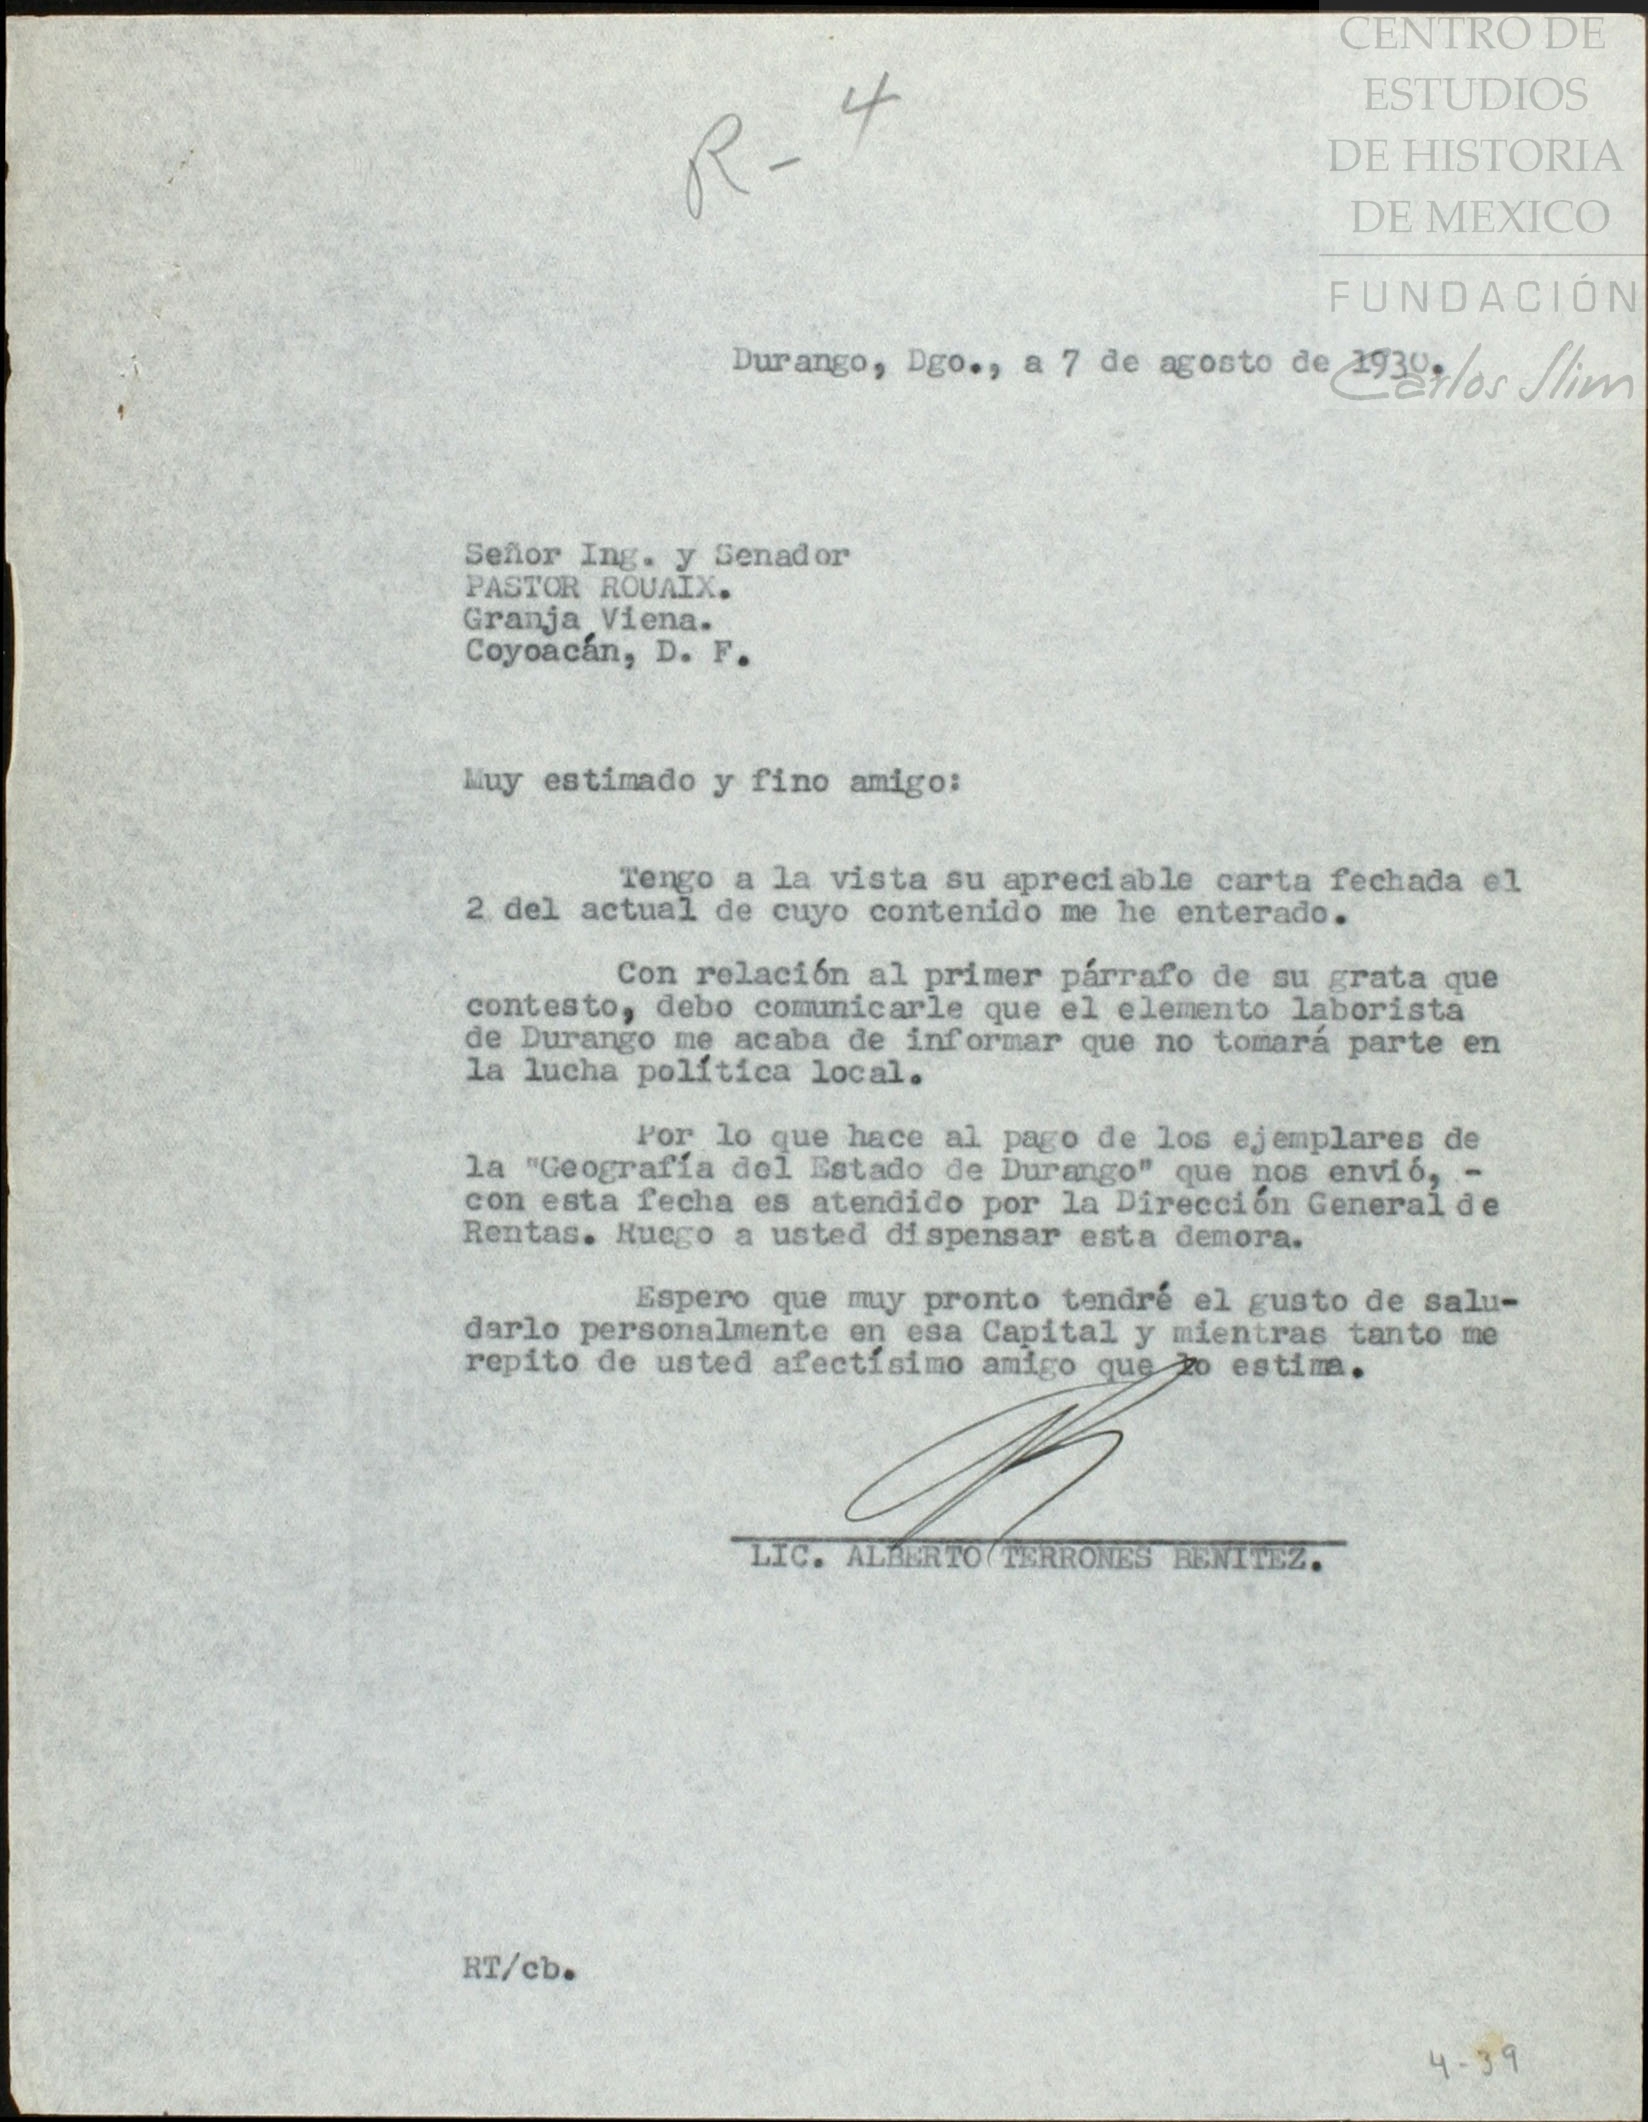 CENTRO DE
ESTUDIOS
DE HISTORIA
DE MEXICO
FUNDACIÓN
Carlos Slim
R- 4
Durango, Dgo., a 7 de agosto de 1930.
Señor Ing. y Senador
PASTOR ROUAIX.
Granja Viena.
Coyoacán, D. F.
Muy estimado y fino amigo:
Tengo a la vista su apreciable carta fechada el
2 del actual de cuyo contenido me he enterado.
Con relación al primer párrafo de su grata que
contesto, debo comunicarle que el elemento laborista
de Durango me acaba de informar que no tomará parte en
la lucha política local.
Por lo que hace al pago de los ejemplares de
la "Geografía del Estado de Durango" que nos envió, -
con esta fecha es atendido por la Dirección General de
Rentas. Ruego a usted dispensar esta demora.
Espero que muy pronto tendré el gusto de salu-
darlo personalmente en esa Capital y mientras tanto me
repito de usted afectísimo amigo que lo estima.
LIC. ALBERTO TERRONES BENITEZ.
RT/cb.
4-39